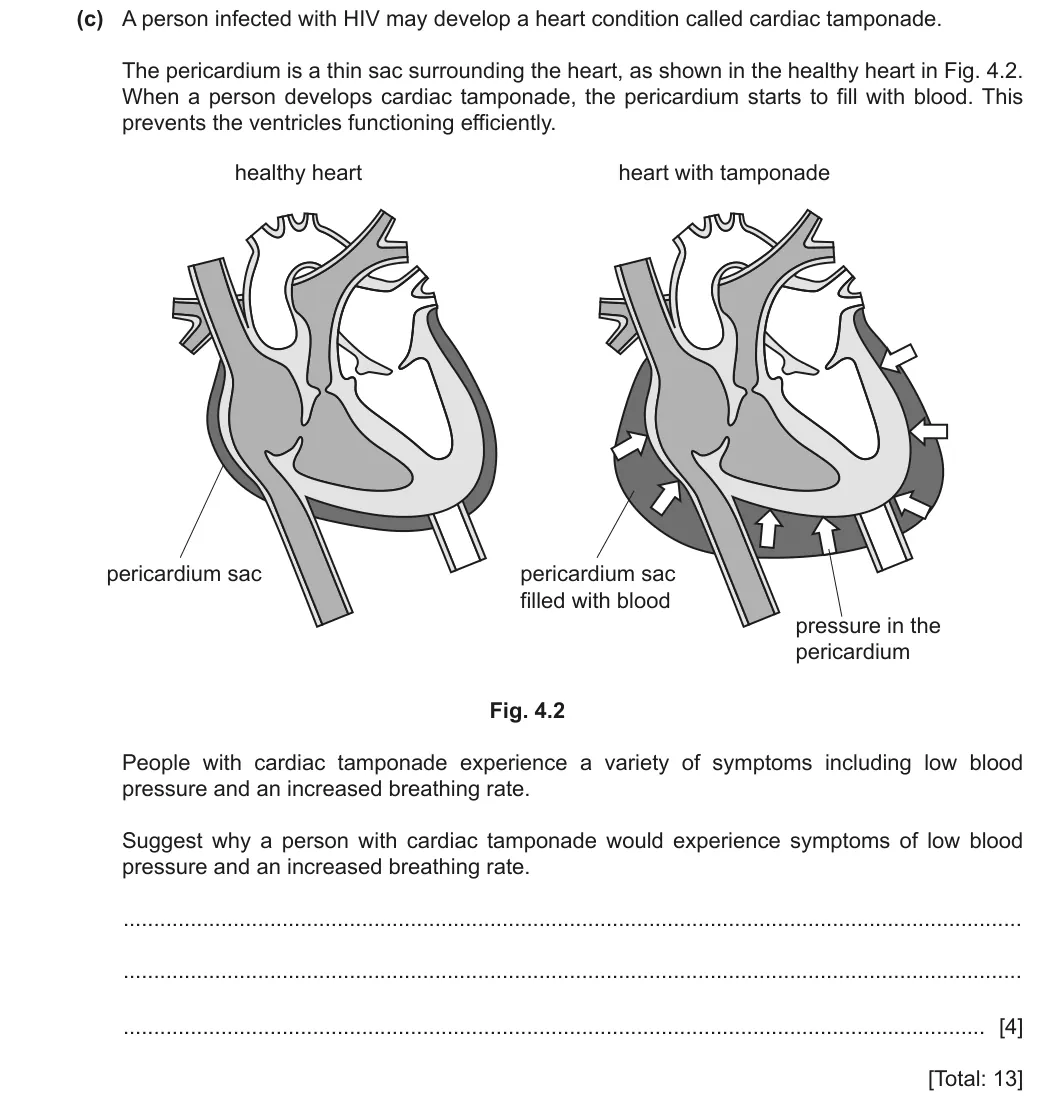 (c) A person infected with HIV may develop a heart condition called cardiac tamponade.
The pericardium is a thin sac surrounding the heart, as shown in the healthy heart in Fig. 4.2.
When a person develops cardiac tamponade, the pericardium starts to fill with blood. This
prevents the ventricles functioning efficiently.
healthy heart
heart with tamponade
pericardium sac
pericardium sac
filled with blood
pressure in the
pericardium
Fig. 4.2
People with cardiac tamponade experience a variety of symptoms including low blood
pressure and an increased breathing rate.
Suggest why a person with cardiac tamponade would experience symptoms of low blood
pressure and an increased breathing rate.
[4]
[Total: 13]